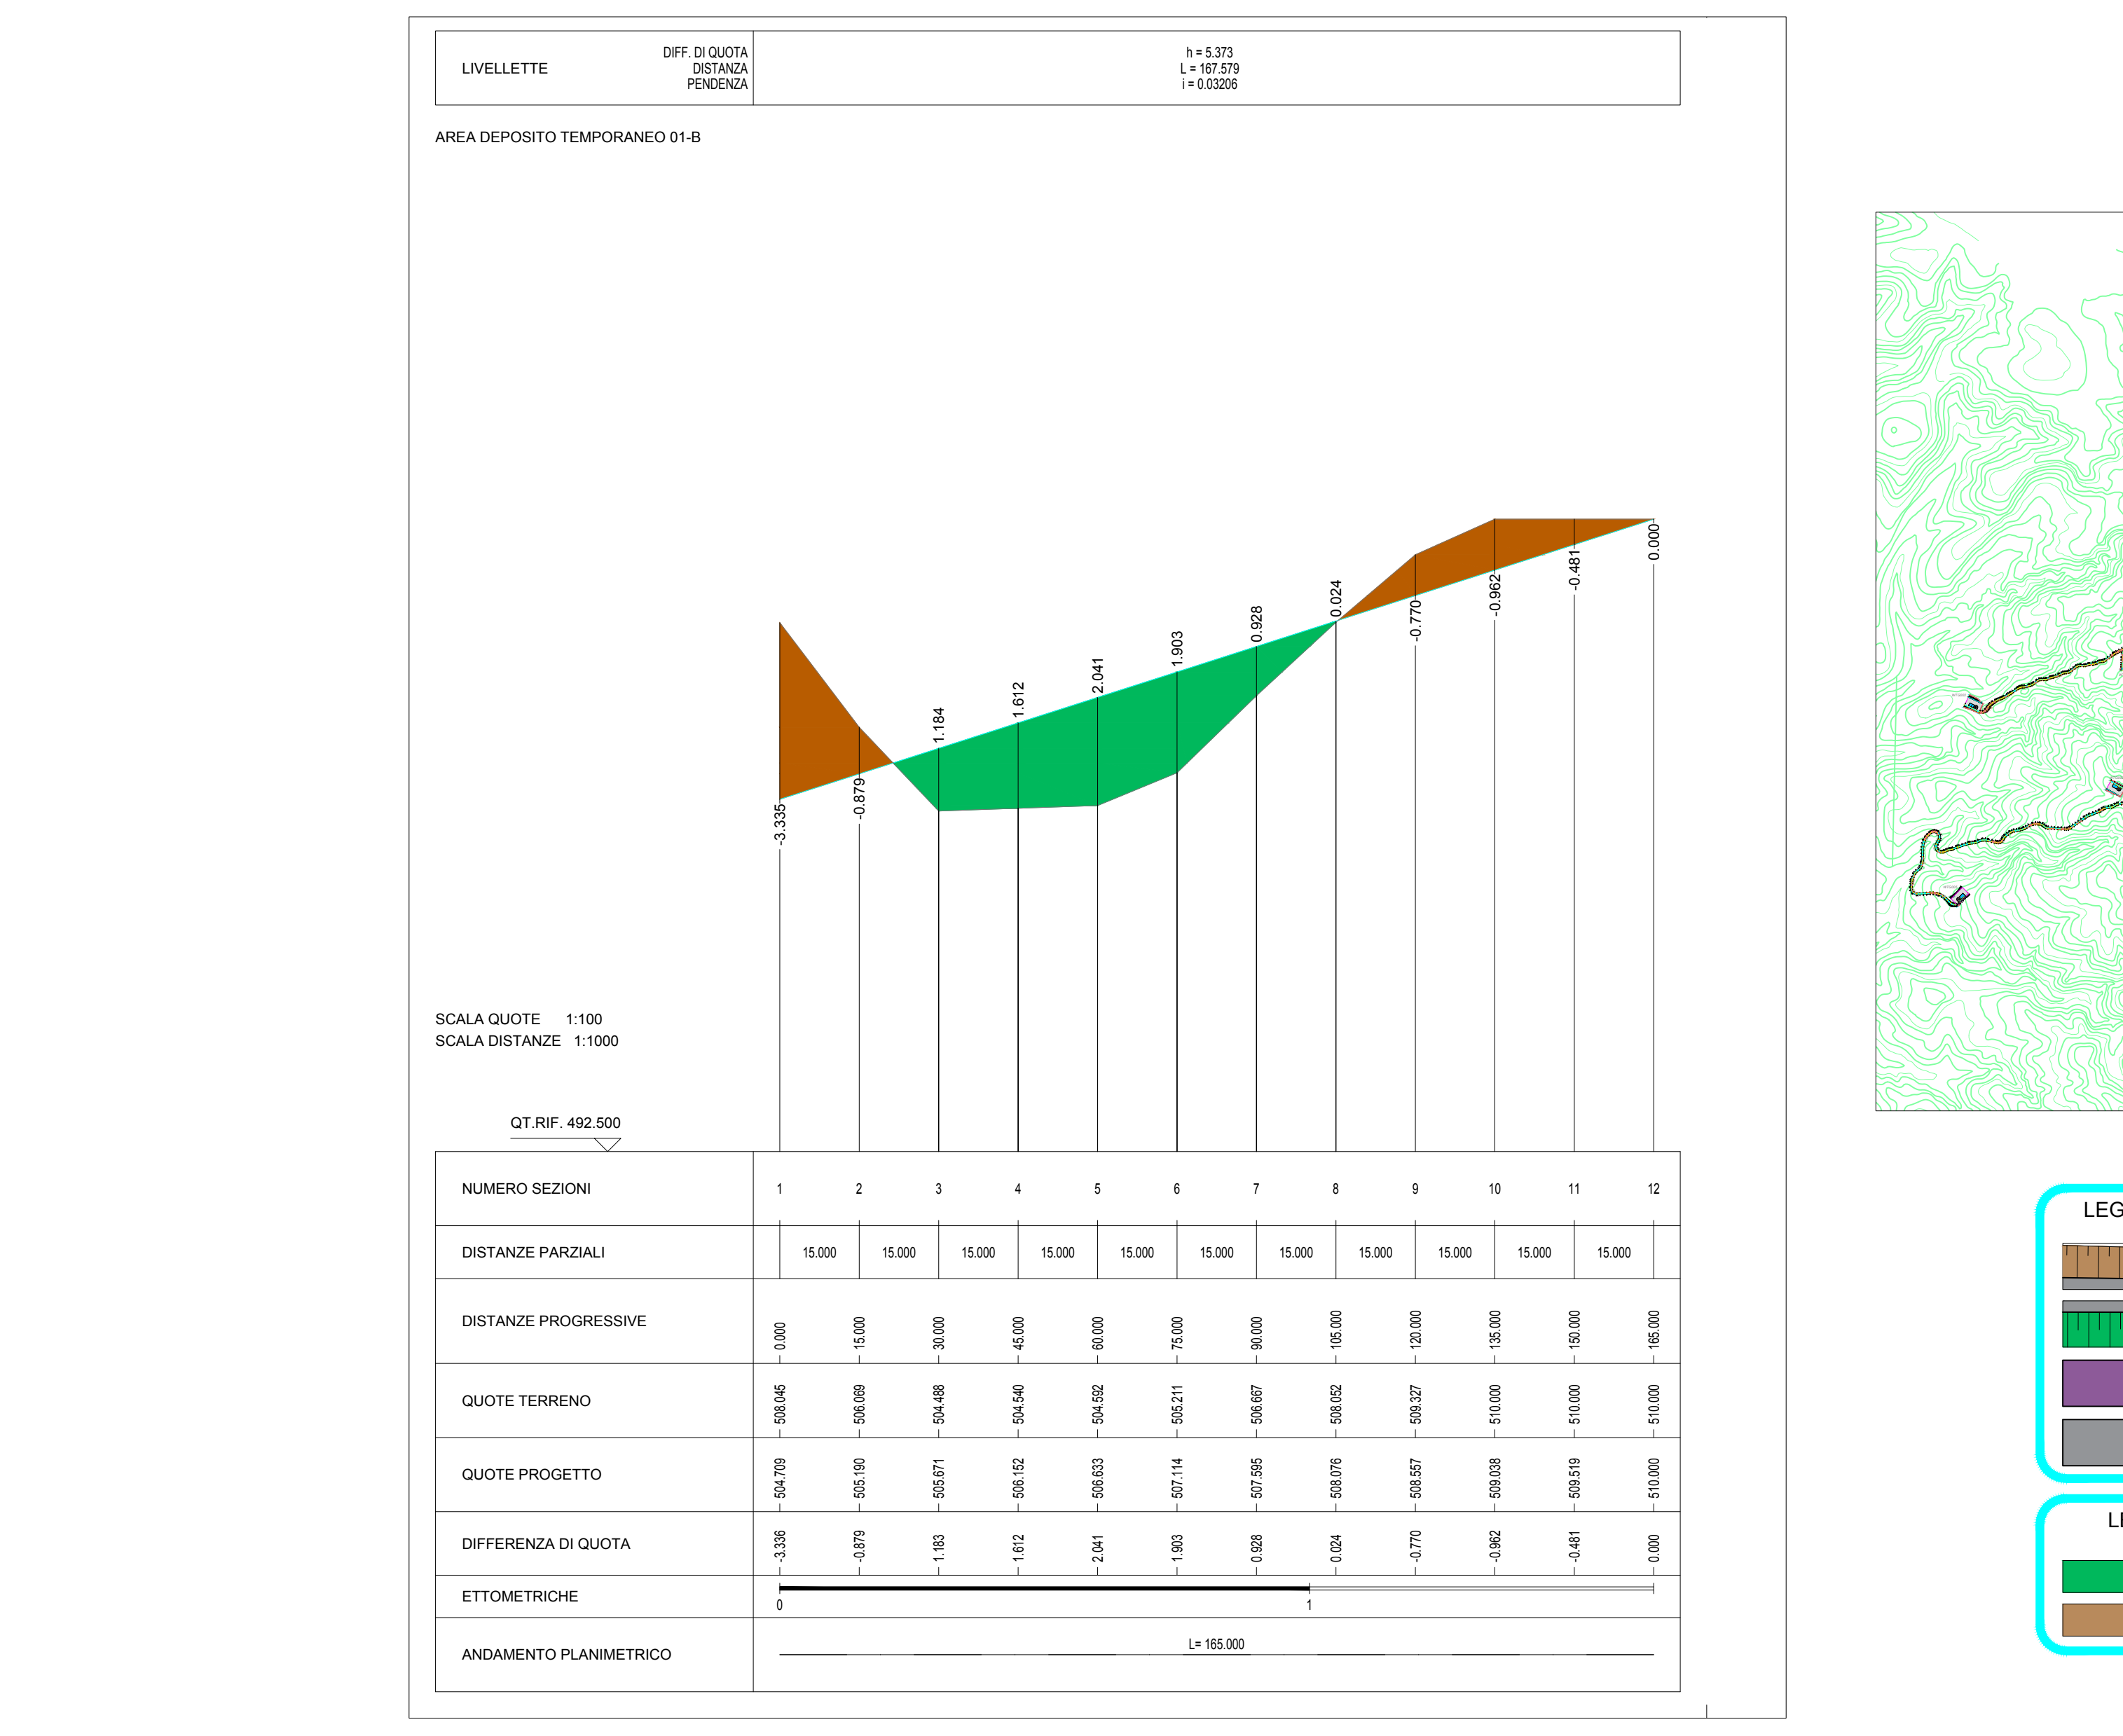 LIVELLETTE
DIFF. DI QUOTA
DISTANZA
PENDENZA
h = 5.373
L = 167.579
i = 0.03206
AREA DEPOSITO TEMPORANEO 01-B
-3.335
-0.879
1.184
1.612
2.041
1.903
0.928
0.024
-0.770
-0.962
-0.481
0.000
SCALA QUOTE 1:100
SCALA DISTANZE 1:1000
QT.RIF. 492.500
NUMERO SEZIONI 1 2 3 4 5 6 7 8 9 10 11 12
DISTANZE PARZIALI 15.000 15.000 15.000 15.000 15.000 15.000 15.000 15.000 15.000 15.000 15.000
DISTANZE PROGRESSIVE 0.000 15.000 30.000 45.000 60.000 75.000 90.000 105.000 120.000 135.000 150.000 165.000
QUOTE TERRENO 508.045 506.069 504.488 504.540 504.592 505.211 506.667 508.052 509.327 510.000 510.000 510.000
QUOTE PROGETTO 504.709 505.190 505.671 506.152 506.633 507.114 507.595 508.076 508.557 509.038 509.519 510.000
DIFFERENZA DI QUOTA -3.336 -0.879 1.183 1.612 2.041 1.903 0.928 0.024 -0.770 -0.962 -0.481 0.000
ETTOMETRICHE 0 1
ANDAMENTO PLANIMETRICO L= 165.000
LEG
LE